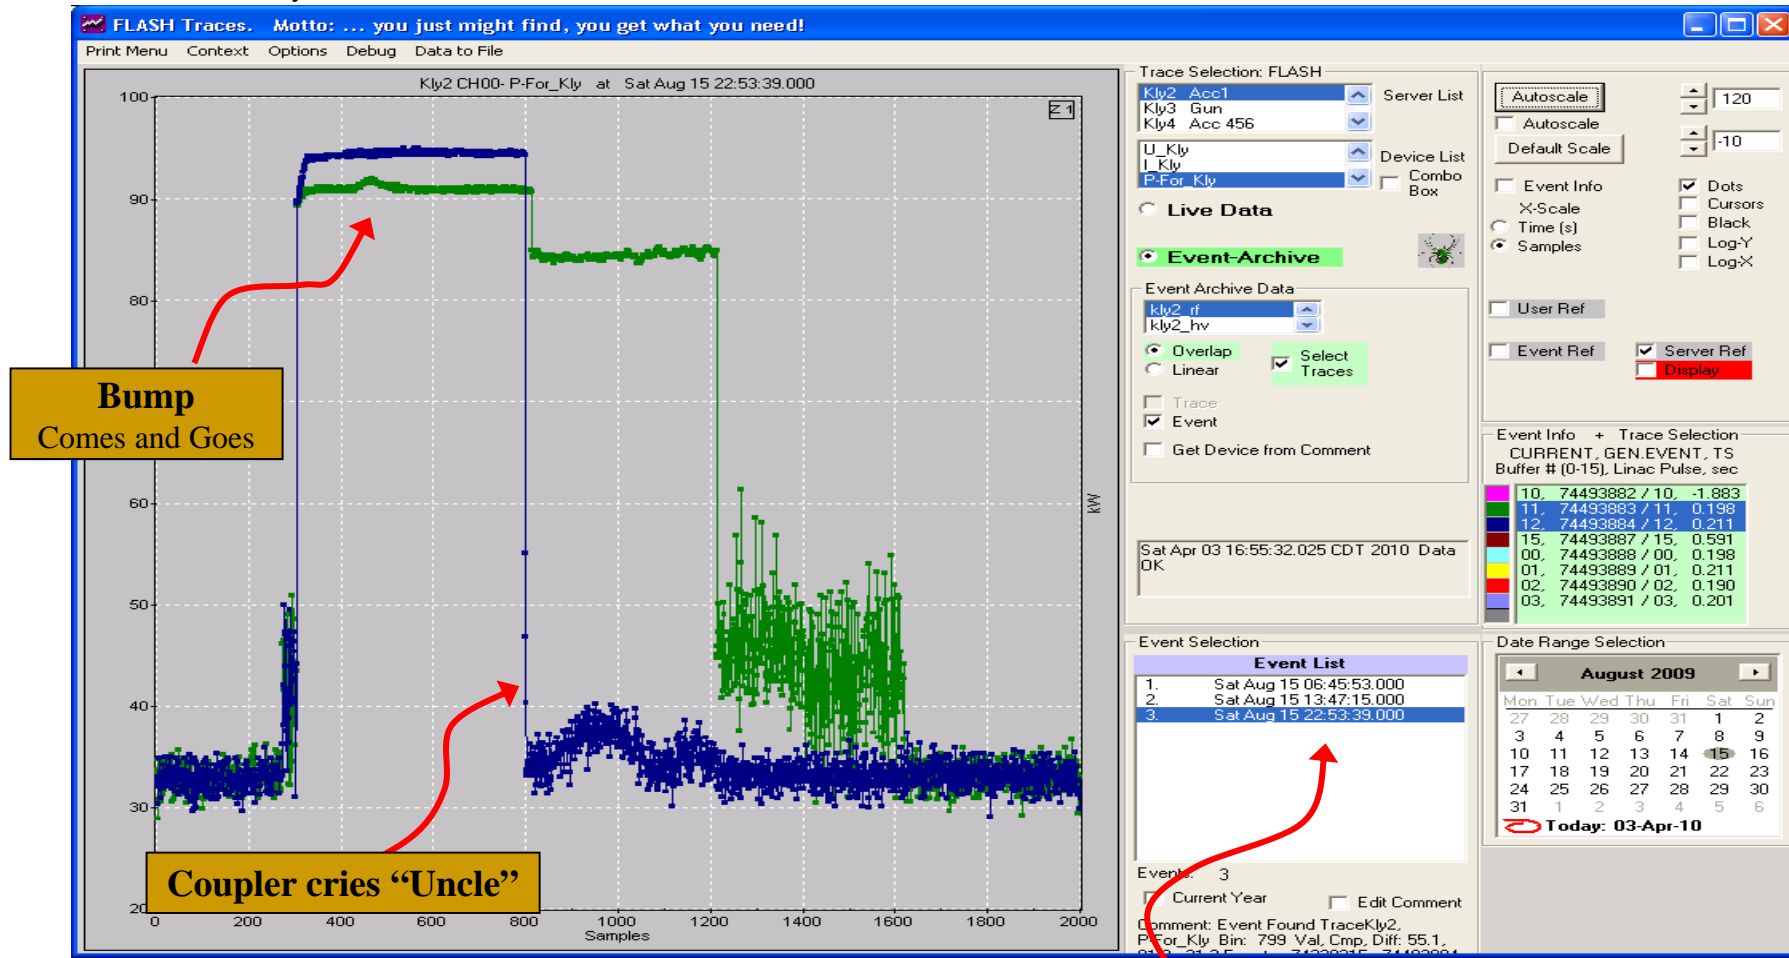 FLASH Traces. Motto: ... you just might find, you get what you need!
Print Menu Context Options Debug Data to File
Kly2 CH00- P-For_Kly at Sat Aug 15 22:53:39.000
Z 1
100
90
80
60
50
40
30
20
0 200 400 600 800 1000 1200 1400 1600 1800 2000
Samples
kW
Bump
Comes and Goes
Coupler cries “Uncle”
Trace Selection: FLASH
Kly2 Acc1
Kly3 Gun
Kly4 Acc 456
Server List
U_Kly
I_Kly
P-For_Kly
Device List
Combo
Box
Live Data
Event-Archive
Event Archive Data
kly2_rf
kly2_hv
Overlap
Linear
Select
Traces
Trace
Event
Get Device from Comment
Sat Apr 03 16:55:32.025 CDT 2010 Data
OK
Event Selection
Event List
1. Sat Aug 15 06:45:53.000
2. Sat Aug 15 13:47:15.000
3. Sat Aug 15 22:53:39.000
Events: 3
Current Year
Edit Comment
Comment: Event Found TraceKly2,
P-For_Kly Bin: 799 Val, Cmp, Diff: 55.1,
Autoscale
120
Autoscale
-10
Default Scale
Event Info
X-Scale
Time (s)
Samples
Dots
Cursors
Black
Log-Y
Log-X
User Ref
Event Ref
Server Ref
Display
Event Info + Trace Selection
CURRENT, GEN.EVENT, TS
Buffer # (0-15), Linac Pulse, sec
10, 74493882 / 10, -1.883
11, 74493883 / 11, 0.198
12, 74493884 / 12, 0.211
15, 74493887 / 15, 0.591
00, 74493888 / 00, 0.198
01, 74493889 / 01, 0.211
02, 74493890 / 02, 0.190
03, 74493891 / 03, 0.201
Date Range Selection
August 2009
Mon Tue Wed Thu Fri Sat Sun
27 28 29 30 31 1 2
3 4 5 6 7 8 9
10 11 12 13 14 15 16
17 18 19 20 21 22 23
24 25 26 27 28 29 30
31 1 2 3 4 5 6
Today: 03-Apr-10